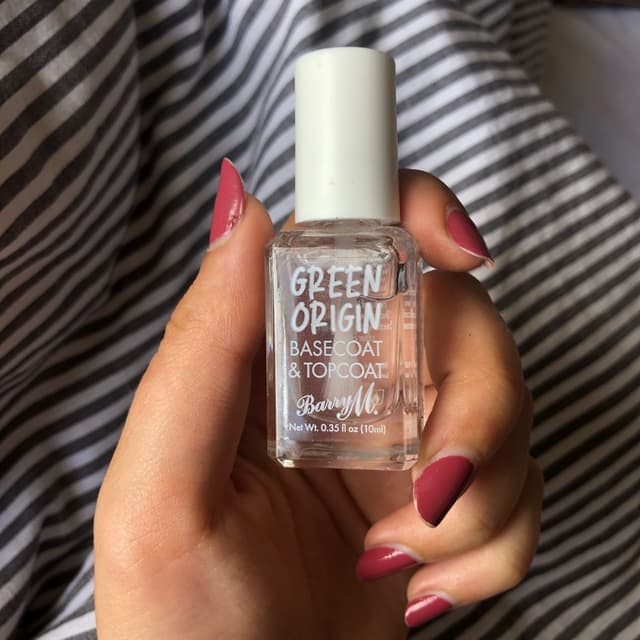 GREEN
ORIGIN
BASECOAT
& TOPCOAT
Barry M.
Net Wt. 0.35 fl oz (10ml)